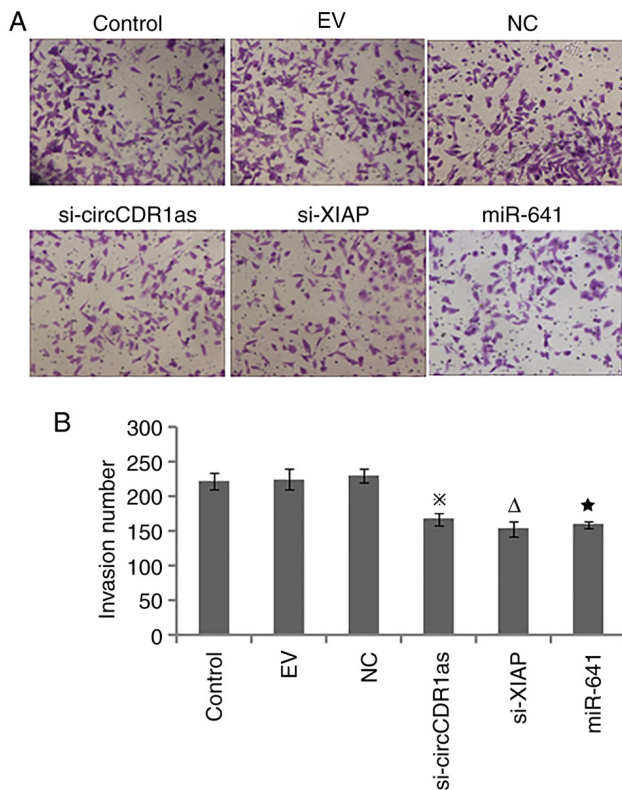 A
Control EV NC
si-circCDR1as si-XIAP miR-641
B
Invasion number
300
250
200
150
100
50
0
※ Δ ★
Control
EV
NC
si-circCDR1as
si-XIAP
miR-641